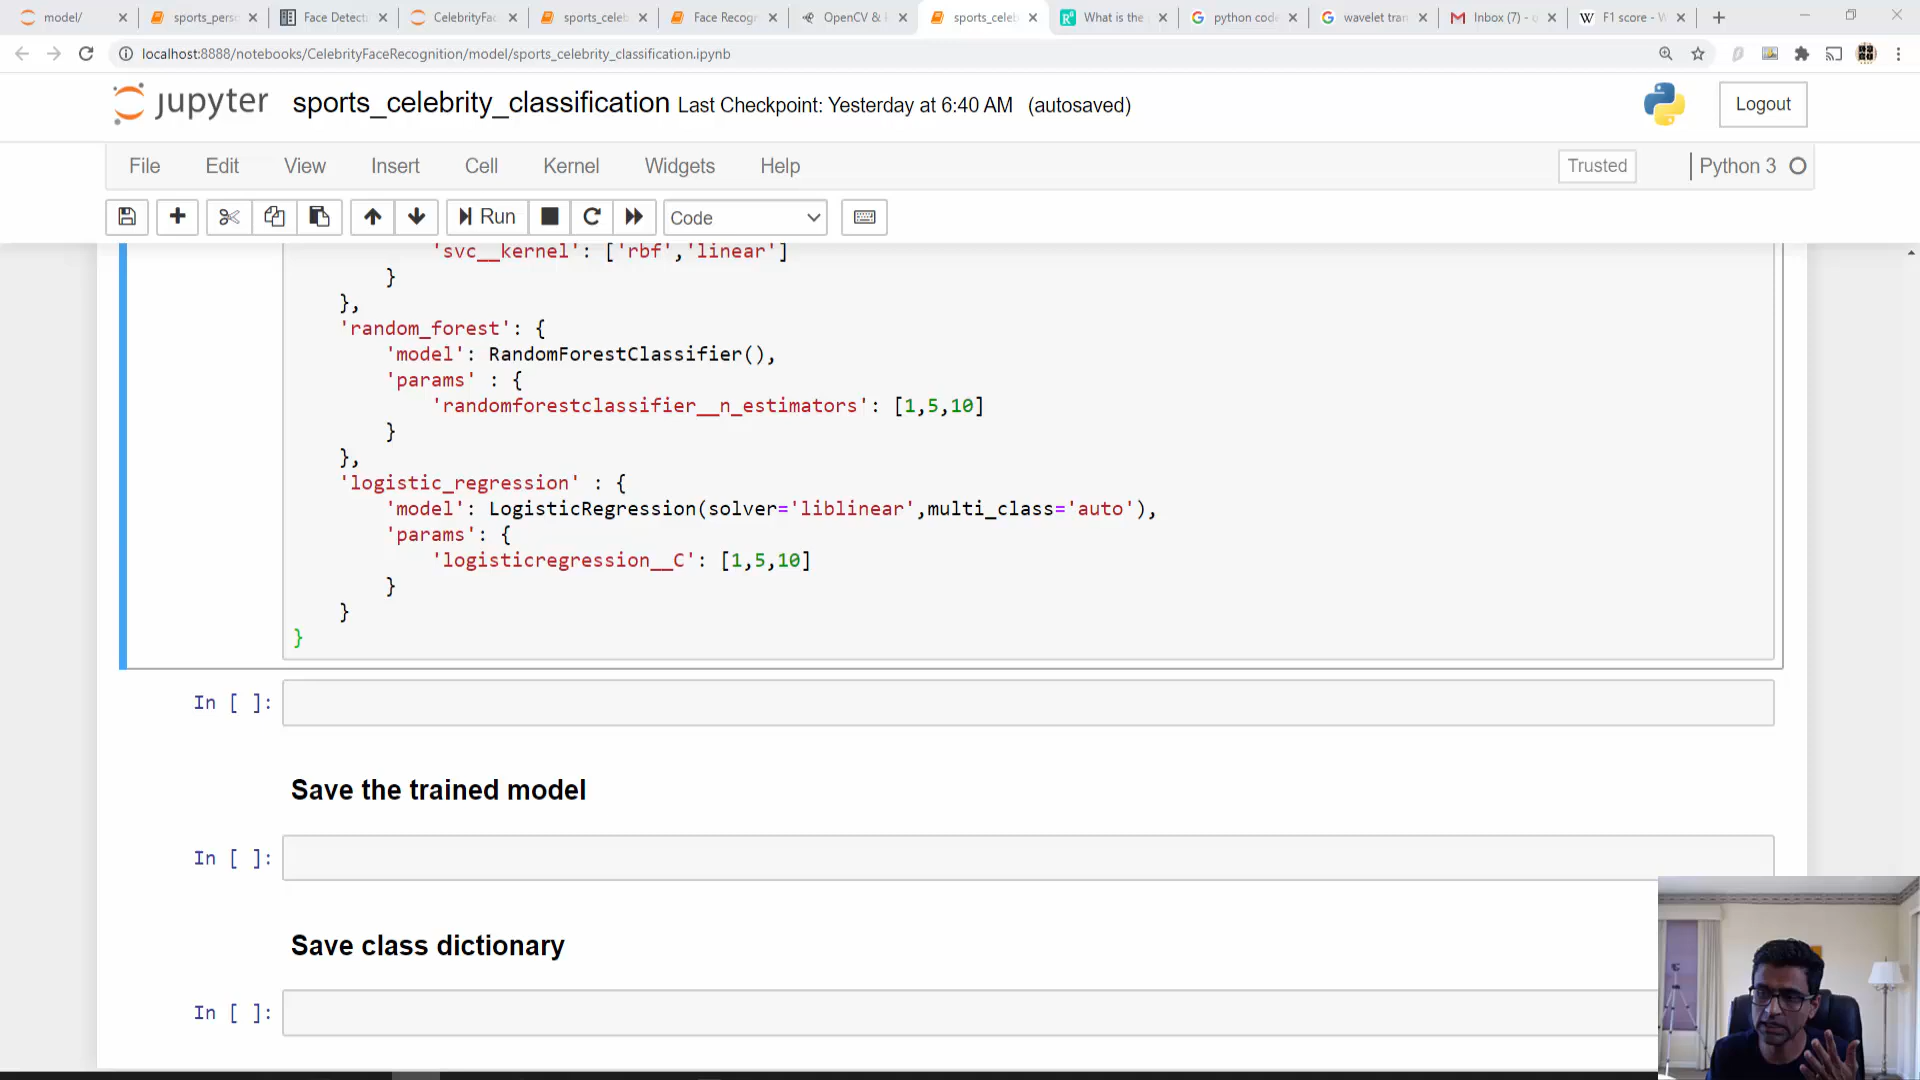 model/
sports_pers
Face Detecti
CelebrityFac
sports_celeb
Face Recogn
OpenCV &
sports_celeb
What is the
python code
wavelet tran
Inbox (7) -
F1 score - W
localhost:8888/notebooks/CelebrityFaceRecognition/model/sports_celebrity_classification.ipynb
jupyter sports_celebrity_classification Last Checkpoint: Yesterday at 6:40 AM (autosaved)
Logout
File Edit View Insert Cell Kernel Widgets Help
Trusted
Python 3
Run
Code
'svc__kernel': ['rbf','linear']
}
},
'random_forest': {
'model': RandomForestClassifier(),
'params' : {
'randomforestclassifier__n_estimators': [1,5,10]
}
},
'logistic_regression' : {
'model': LogisticRegression(solver='liblinear',multi_class='auto'),
'params': {
'logisticregression__C': [1,5,10]
}
}
}
In [ ]:
Save the trained model
In [ ]:
Save class dictionary
In [ ]: